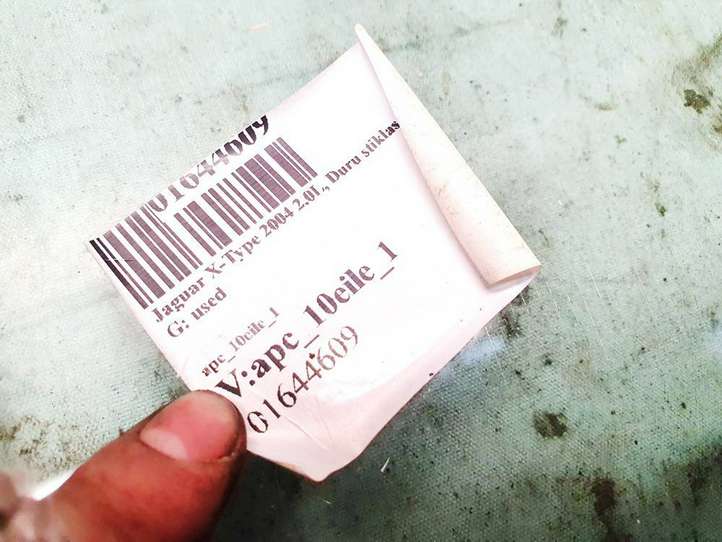 01644609
Jaguar X-Type 2004 2.0L, Duru stiklas
G: used
apc_10eile_1
V:apc_10eile_1
01644609